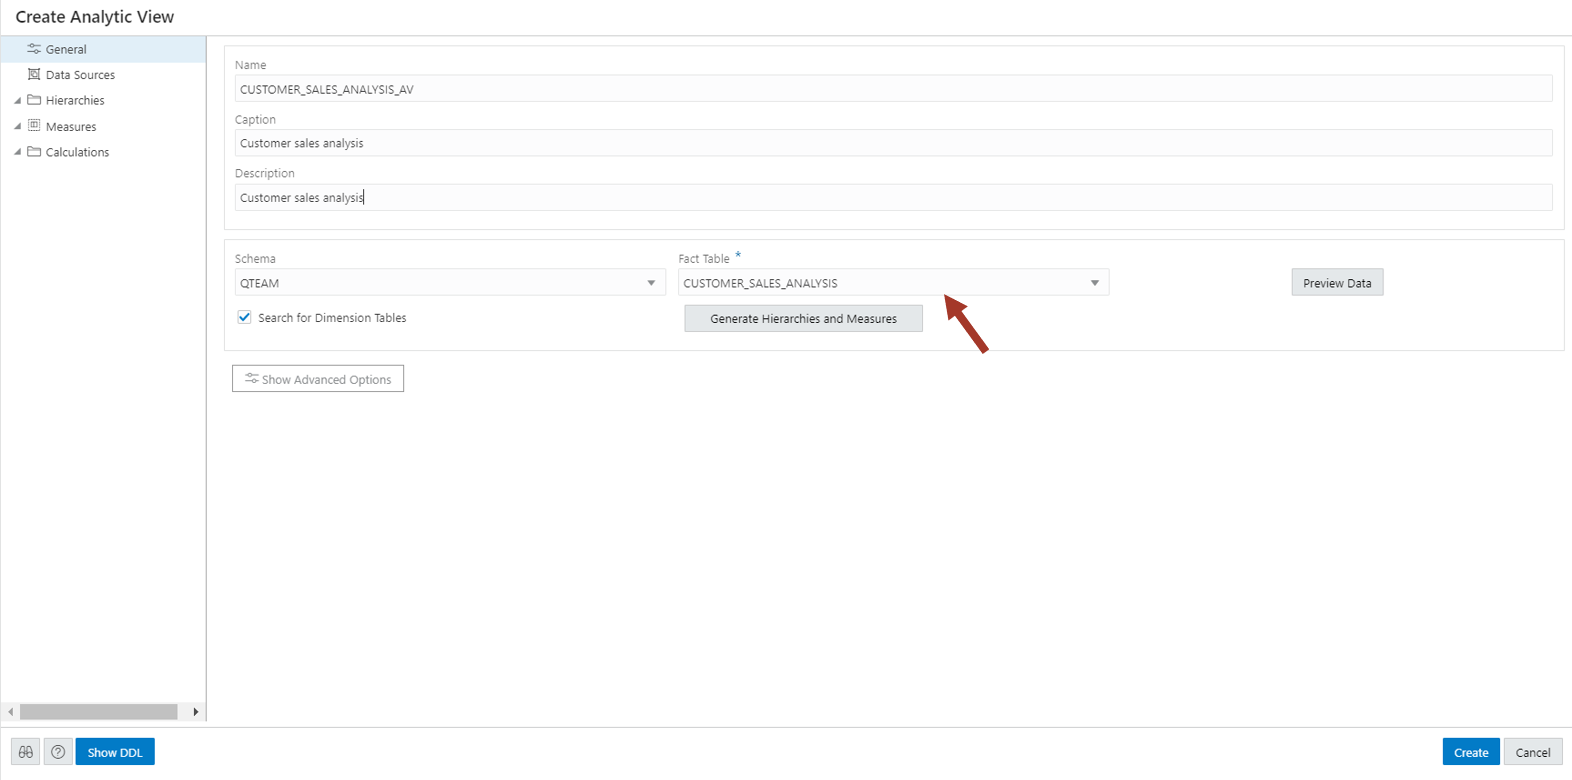 Create Analytic View
General
Data Sources
Hierarchies
Measures
Calculations
Name
CUSTOMER_SALES_ANALYSIS_AV
Caption
Customer sales analysis
Description
Customer sales analysis
Schema
Fact Table *
QTEAM
CUSTOMER_SALES_ANALYSIS
Preview Data
Search for Dimension Tables
Generate Hierarchies and Measures
Show Advanced Options
Show DDL
Create
Cancel